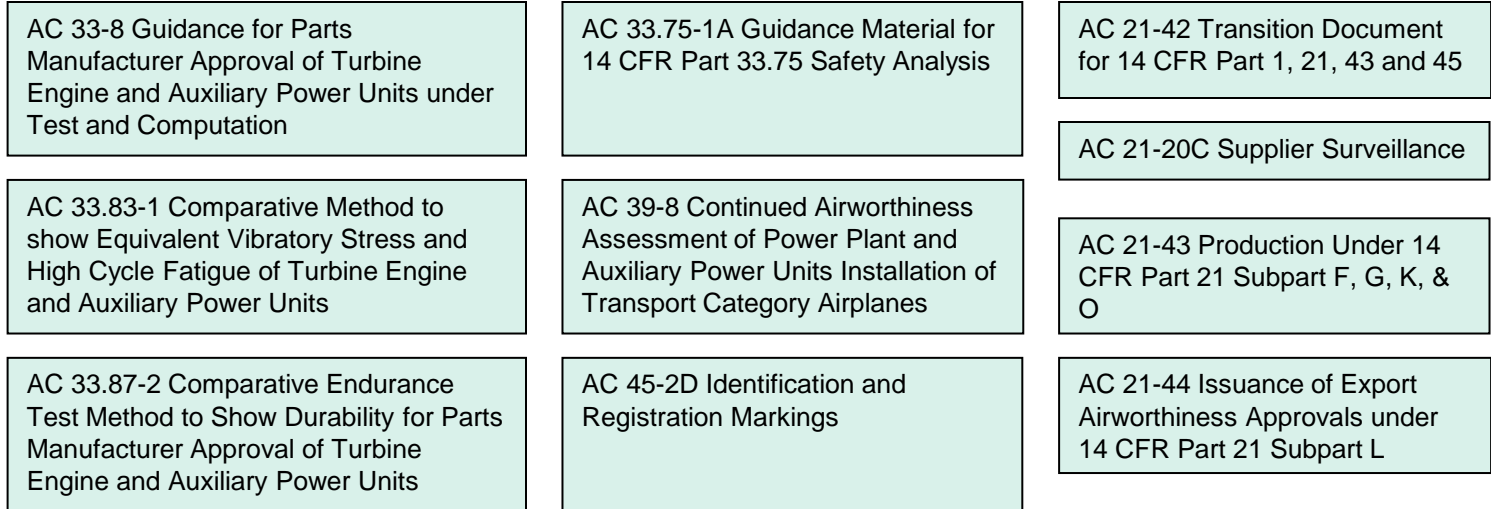 AC 33-8 Guidance for Parts
Manufacturer Approval of Turbine
Engine and Auxiliary Power Units under
Test and Computation
AC 33.83-1 Comparative Method to
show Equivalent Vibratory Stress and
High Cycle Fatigue of Turbine Engine
and Auxiliary Power Units
AC 33.87-2 Comparative Endurance
Test Method to Show Durability for Parts
Manufacturer Approval of Turbine
Engine and Auxiliary Power Units
AC 33.75-1A Guidance Material for
14 CFR Part 33.75 Safety Analysis
AC 39-8 Continued Airworthiness
Assessment of Power Plant and
Auxiliary Power Units Installation of
Transport Category Airplanes
AC 45-2D Identification and
Registration Markings
AC 21-42 Transition Document
for 14 CFR Part 1, 21, 43 and 45
AC 21-20C Supplier Surveillance
AC 21-43 Production Under 14
CFR Part 21 Subpart F, G, K, &
O
AC 21-44 Issuance of Export
Airworthiness Approvals under
14 CFR Part 21 Subpart L